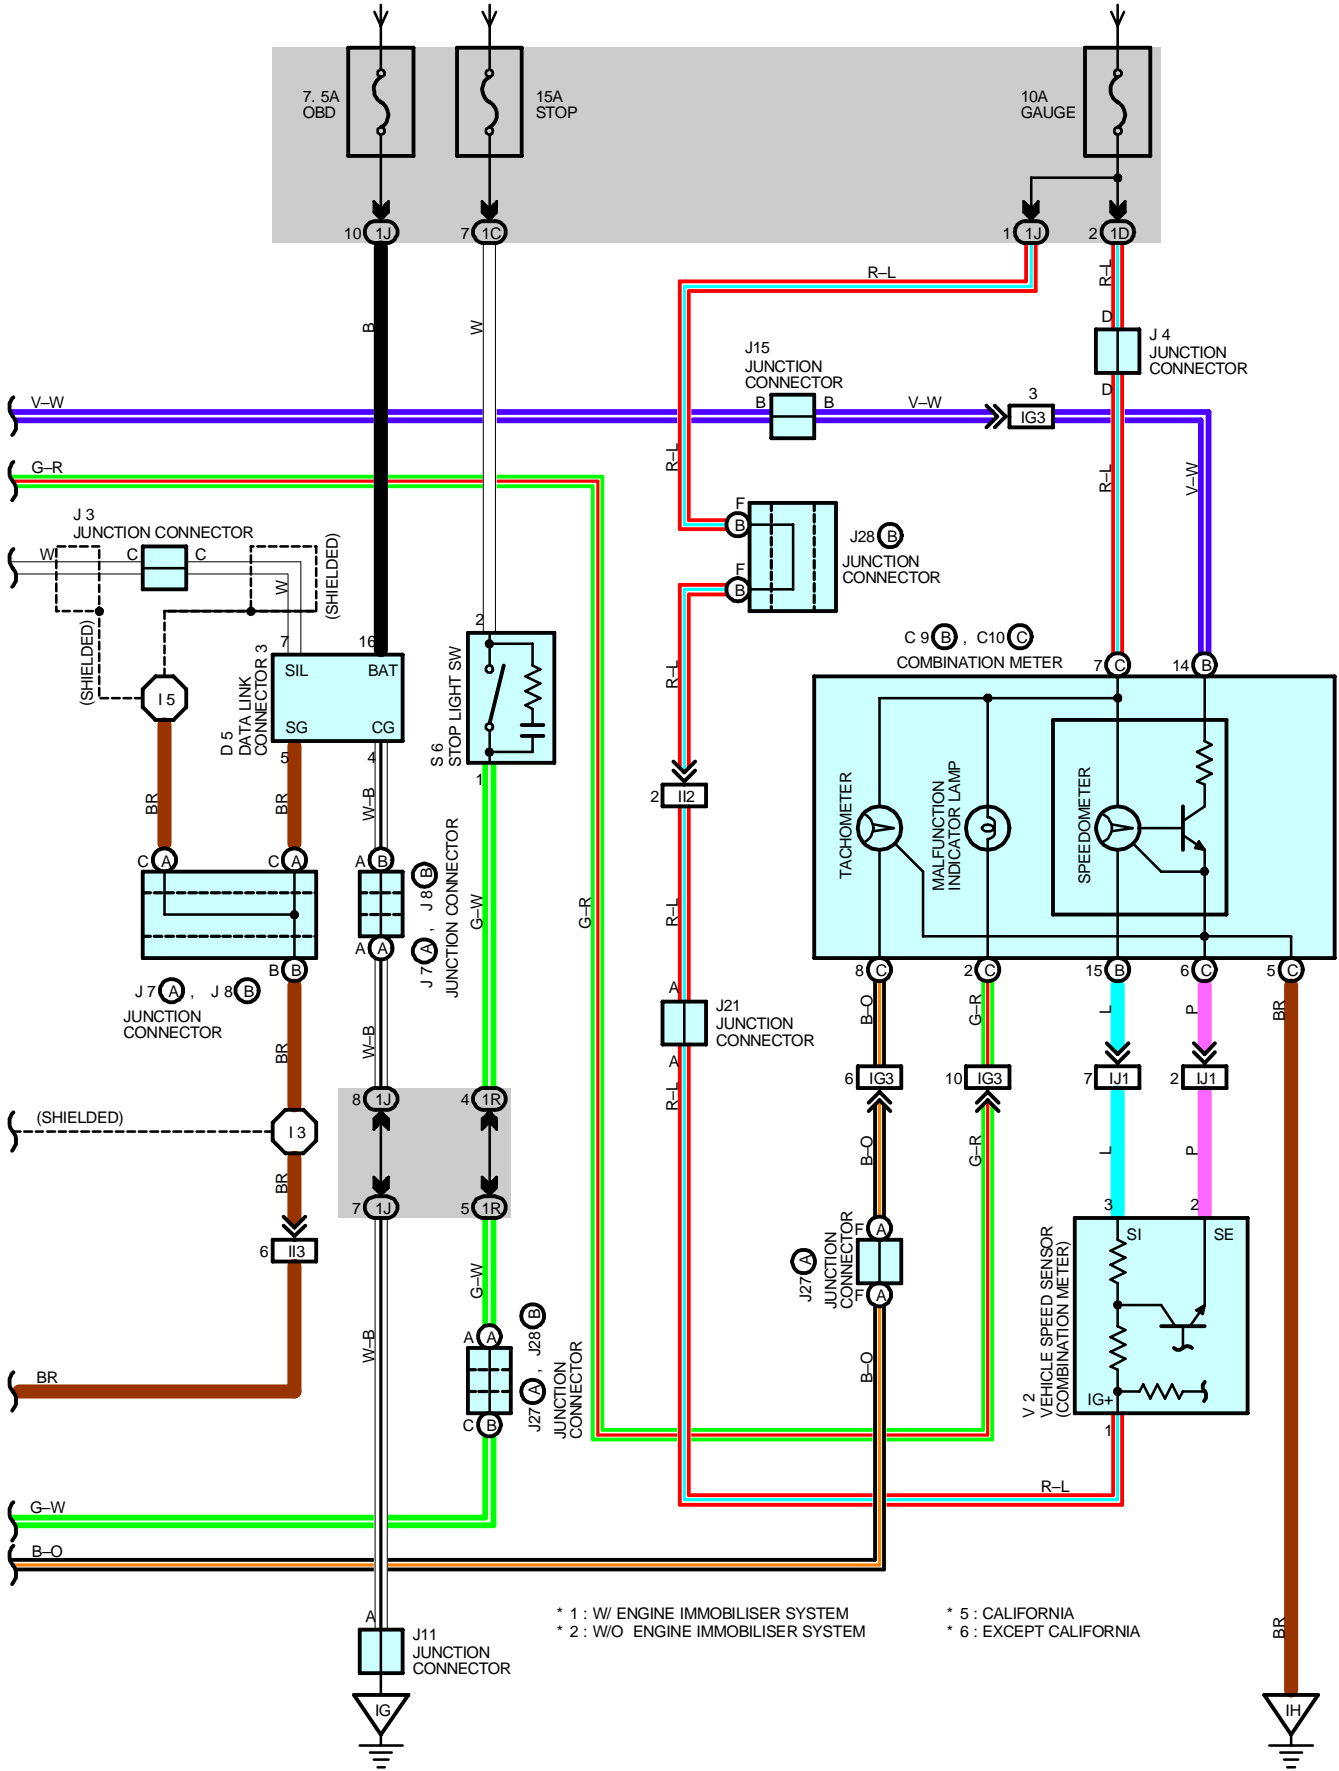 7. 5A
OBD
15A
STOP
10A
GAUGE
10 1J
7 1C
1 1J
2 1D
R–L
R–L
B
W
D
J 4
JUNCTION
CONNECTOR
D
J15
JUNCTION
CONNECTOR
V–W
B B
V–W
3
IG3
G–R
R–L
R–L
V–W
J 3
JUNCTION CONNECTOR
W
C C
W
(SHIELDED)
(SHIELDED)
F
B
J28 B
JUNCTION
CONNECTOR
F
B
C 9 B , C10 C
COMBINATION METER
7 C
14 B
7
16
2
SIL
BAT
SG
CG
D 5
DATA LINK
CONNECTOR 3
I 5
S 6
STOP LIGHT SW
R–L
5
4
1
BR
BR
W–B
2 II2
TACHOMETER
MALFUNCTION
INDICATOR LAMP
SPEEDOMETER
C A
C A
A B
J 7 A , J 8 B
JUNCTION CONNECTOR
G–W
G–R
R–L
A A
B B
J 7 A , J 8 B
JUNCTION
CONNECTOR
8 C
2 C
15 B
6 C
5 C
A
J21
JUNCTION
CONNECTOR
A
B–O
G–R
L
P
BR
BR
W–B
R–L
6 IG3
10 IG3
7 IJ1
2 IJ1
8 1J
4 1R
(SHIELDED)
I 3
BR
B–O
G–R
L
P
7 1J
5 1R
3
2
6 II3
F A
J27 A
JUNCTION
CONNECTOR
F A
SI
SE
IG+
V 2
VEHICLE SPEED SENSOR
(COMBINATION METER)
1
G–W
A A
J27 A , J28 B
JUNCTION
CONNECTOR
C B
W–B
B–O
BR
R–L
G–W
B–O
* 1 : W/ ENGINE IMMOBILISER SYSTEM
* 2 : W/O ENGINE IMMOBILISER SYSTEM
* 5 : CALIFORNIA
* 6 : EXCEPT CALIFORNIA
A
J11
JUNCTION
CONNECTOR
BR
IG
IH